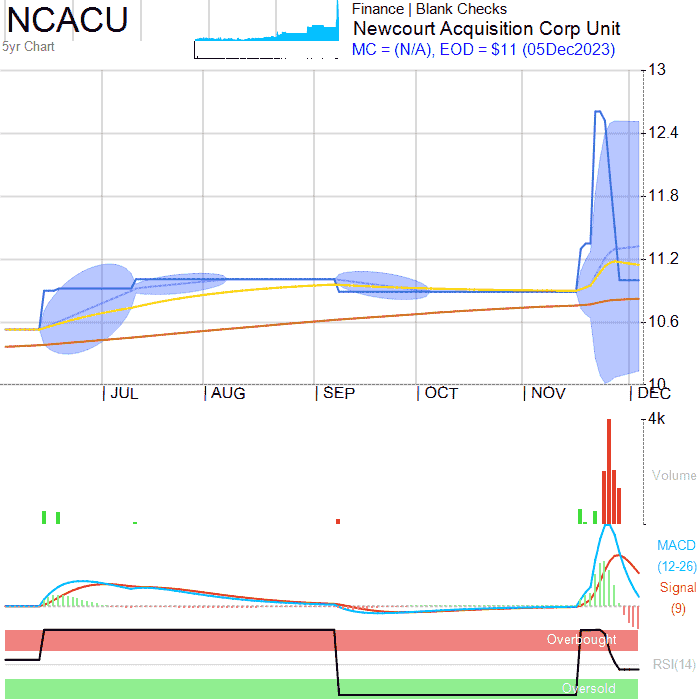 NCACU
5yr Chart
Finance | Blank Checks
Newcourt Acquisition Corp Unit
MC = (N/A), EOD = $11 (05Dec2023)
13
12.4
11.8
11.2
10.6
10
|JUL |AUG |SEP |OCT |NOV |DEC
4k
Volume
MACD
(12-26)
Signal
(9)
Overbought
RSI(14)
Oversold